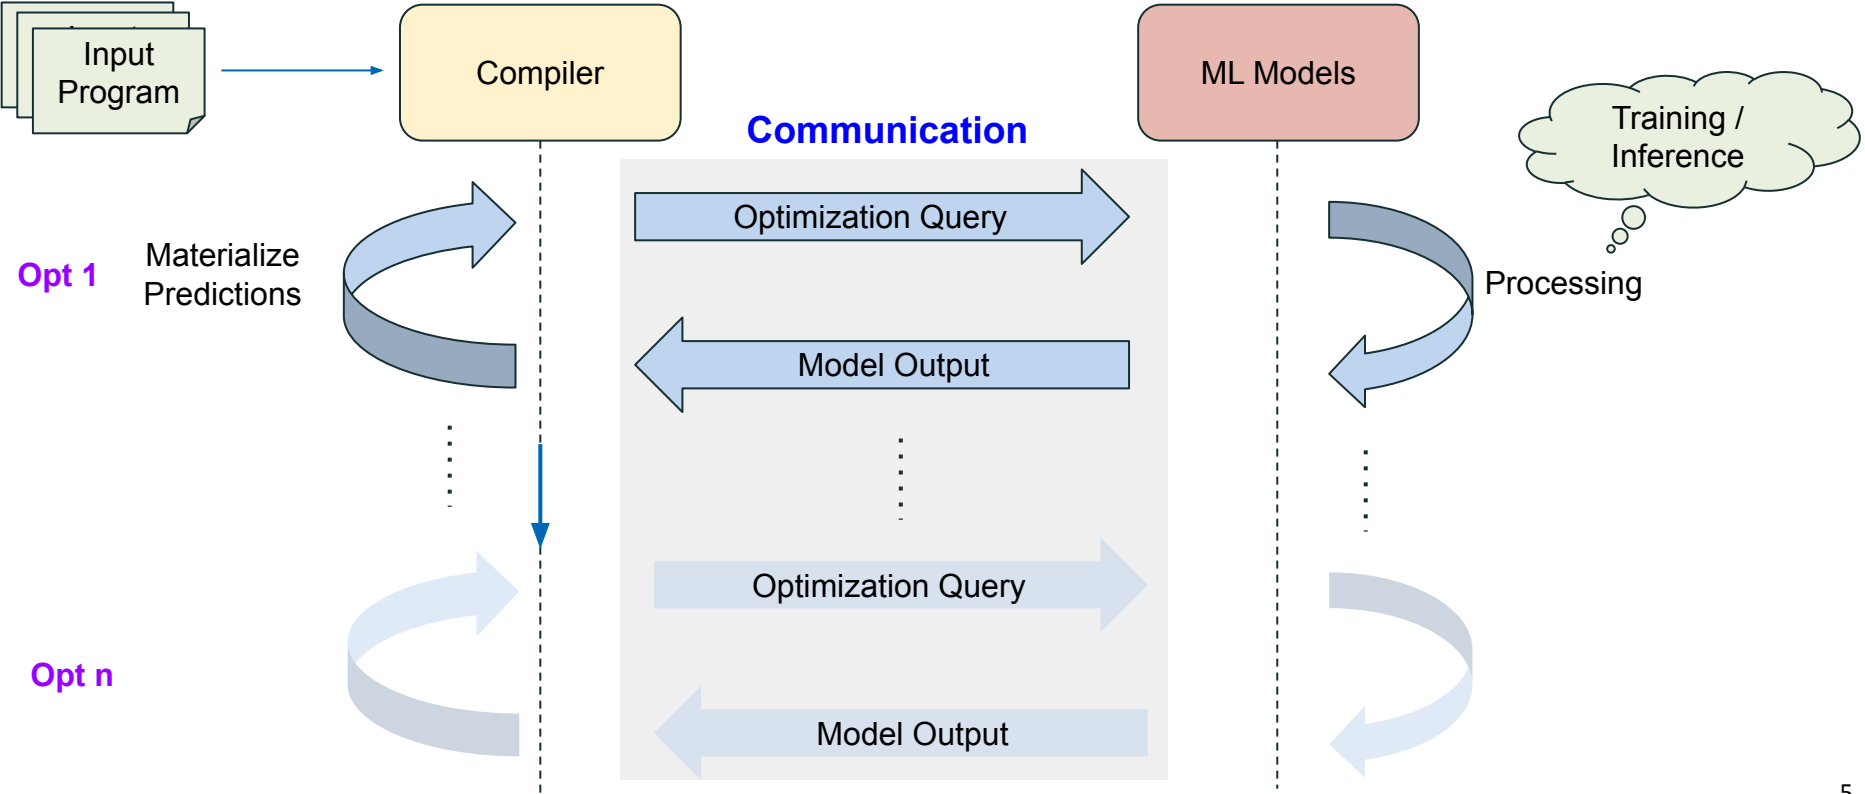 Input
Program
Compiler
ML Models
Communication
Training /
Inference
Optimization Query
Opt 1
Materialize
Predictions
Processing
Model Output
Optimization Query
Opt n
Model Output
5